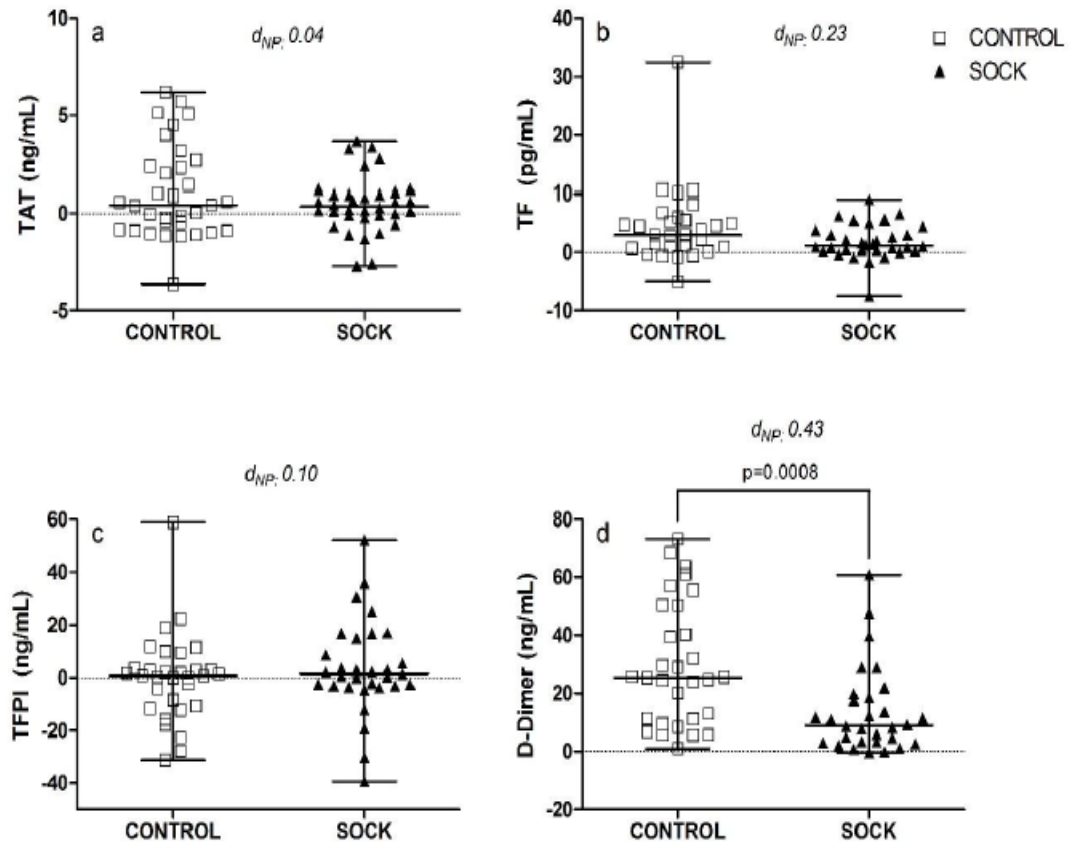 a
d_NP: 0.04
TAT (ng/mL)
10
5
0
-5
CONTROL
SOCK
b
d_NP: 0.23
□ CONTROL
▲ SOCK
TF (pg/mL)
40
30
20
10
0
-10
CONTROL
SOCK
c
d_NP: 0.10
TFPI (ng/mL)
60
40
20
0
-20
-40
CONTROL
SOCK
d_NP: 0.43
p=0.0008
d
D-Dimer (ng/mL)
80
60
40
20
0
-20
CONTROL
SOCK